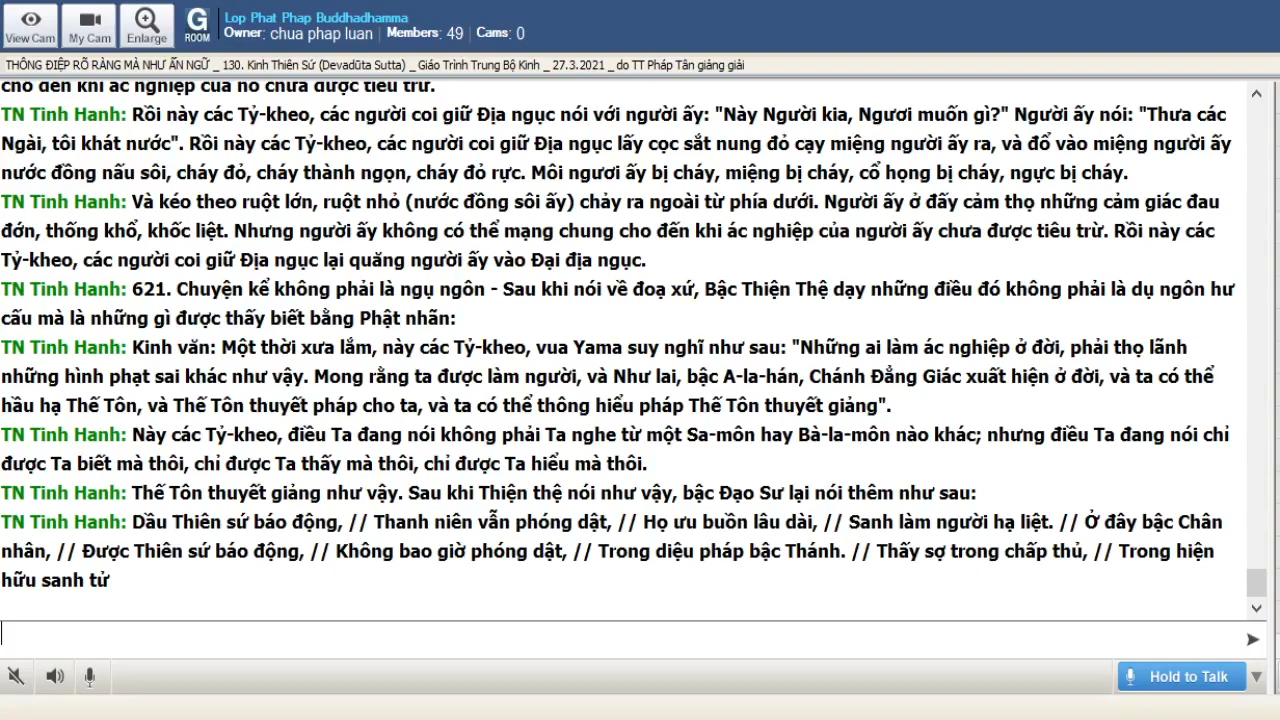 View Cam
My Cam
Enlarge
G
ROOM
Lop Phat Phap Buddhadhamma
Owner: chua phap luan | Members: 49 | Cams: 0
THÔNG ĐIỆP RÕ RÀNG MÀ NHƯ ẨN NGỮ _ 130. Kinh Thiên Sứ (Devadūta Sutta) _ Giáo Trình Trung Bộ Kinh _ 27.3.2021 _ do TT Pháp Tân giảng giải
cho đến khi ác nghiệp của nó chưa được tiêu trừ.
TN Tinh Hanh: Rồi này các Tỷ-kheo, các người coi giữ Địa ngục nói với người ấy: "Này Người kia, Ngươi muốn gì?" Người ấy nói: "Thưa các
Ngài, tôi khát nước". Rồi này các Tỷ-kheo, các người coi giữ Địa ngục lấy cọc sắt nung đỏ cạy miệng người ấy ra, và đổ vào miệng người ấy
nước đồng nấu sôi, cháy đỏ, cháy thành ngọn, cháy đỏ rực. Môi ngươi ấy bị cháy, miệng bị cháy, cổ họng bị cháy, ngực bị cháy.
TN Tinh Hanh: Và kéo theo ruột lớn, ruột nhỏ (nước đồng sôi ấy) chảy ra ngoài từ phía dưới. Người ấy ở đấy cảm thọ những cảm giác đau
đớn, thống khổ, khốc liệt. Nhưng người ấy không có thể mạng chung cho đến khi ác nghiệp của người ấy chưa được tiêu trừ. Rồi này các
Tỷ-kheo, các người coi giữ Địa ngục lại quăng người ấy vào Đại địa ngục.
TN Tinh Hanh: 621. Chuyện kể không phải là ngụ ngôn - Sau khi nói về đoạ xứ, Bậc Thiện Thệ dạy những điều đó không phải là dụ ngôn hư
cấu mà là những gì được thấy biết bằng Phật nhãn:
TN Tinh Hanh: Kinh văn: Một thời xưa lắm, này các Tỷ-kheo, vua Yama suy nghĩ như sau: "Những ai làm ác nghiệp ở đời, phải thọ lãnh
những hình phạt sai khác như vậy. Mong rằng ta được làm người, và Như lai, bậc A-la-hán, Chánh Đẳng Giác xuất hiện ở đời, và ta có thể
hầu hạ Thế Tôn, và Thế Tôn thuyết pháp cho ta, và ta có thể thông hiểu pháp Thế Tôn thuyết giảng".
TN Tinh Hanh: Này các Tỷ-kheo, điều Ta đang nói không phải Ta nghe từ một Sa-môn hay Bà-la-môn nào khác; nhưng điều Ta đang nói chỉ
được Ta biết mà thôi, chỉ được Ta thấy mà thôi, chỉ được Ta hiểu mà thôi.
TN Tinh Hanh: Thế Tôn thuyết giảng như vậy. Sau khi Thiện thệ nói như vậy, bậc Đạo Sư lại nói thêm như sau:
TN Tinh Hanh: Dầu Thiên sứ báo động, // Thanh niên vẫn phóng dật, // Họ ưu buồn lâu dài, // Sanh làm người hạ liệt. // Ở đây bậc Chân
nhân, // Được Thiên sứ báo động, // Không bao giờ phóng dật, // Trong diệu pháp bậc Thánh. // Thấy sợ trong chấp thủ, // Trong hiện
hữu sanh tử
Hold to Talk